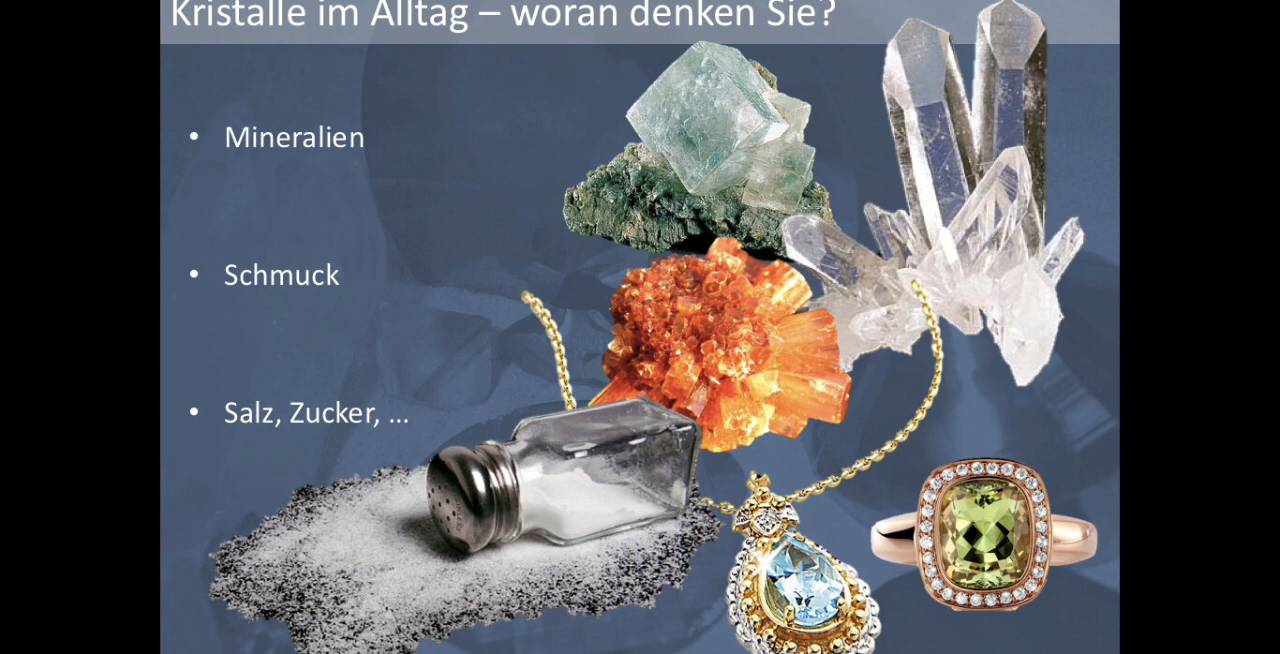 Kristalle im Alltag – woran denken Sie?
• Mineralien
• Schmuck
• Salz, Zucker, ...